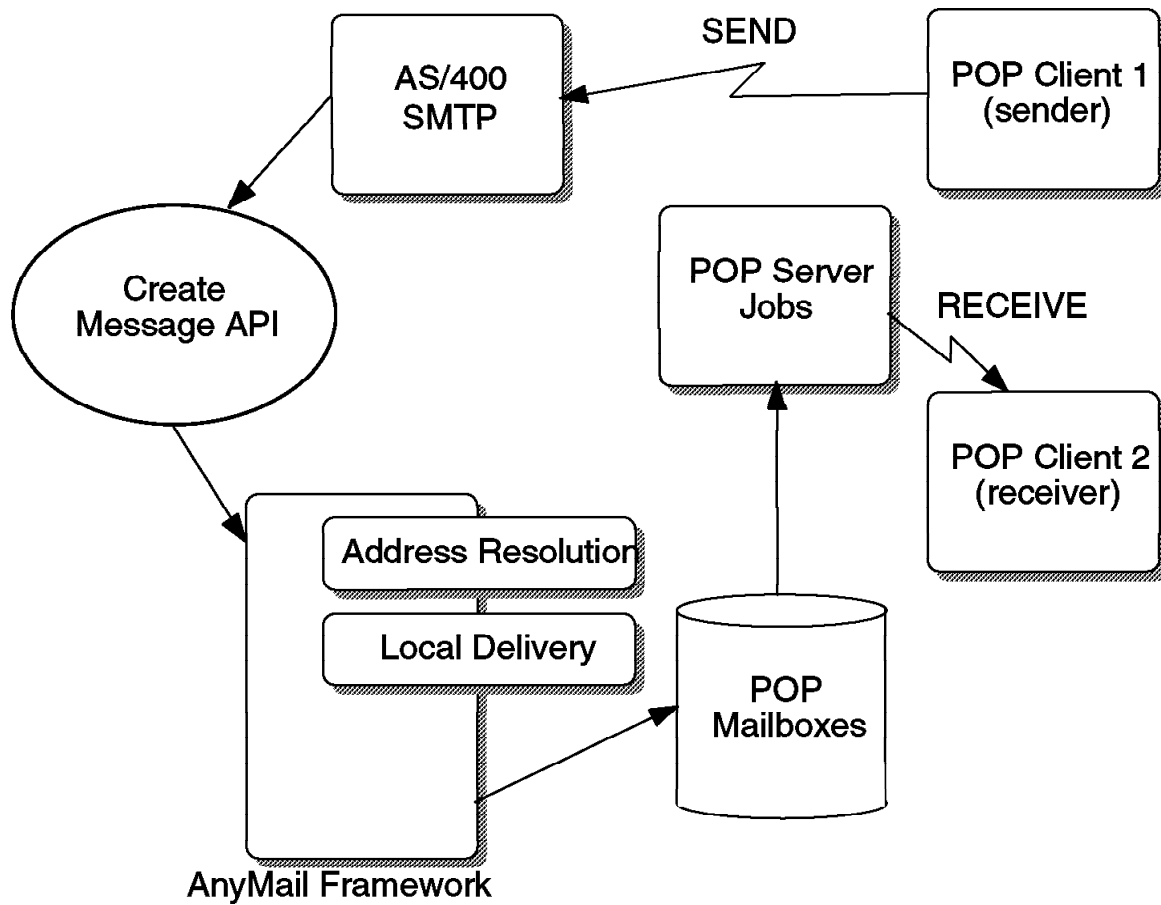 SEND
AS/400
SMTP
POP Client 1
(sender)
Create
Message API
POP Server
Jobs
RECEIVE
POP Client 2
(receiver)
Address Resolution
Local Delivery
POP
Mailboxes
AnyMail Framework